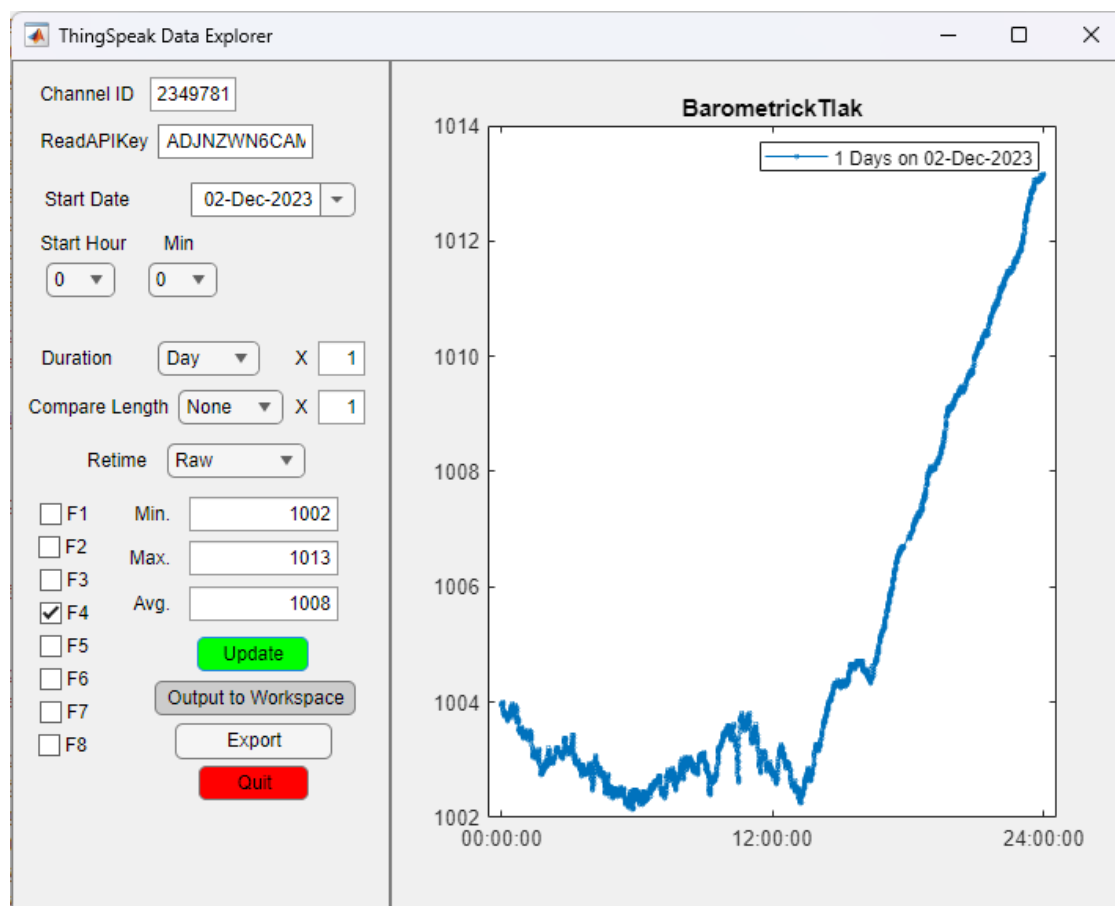 ThingSpeak Data Explorer
Channel ID 2349781
ReadAPIKey ADJNZWN6CAM
Start Date 02-Dec-2023
Start Hour Min
0 0
Duration Day X 1
Compare Length None X 1
Retime Raw
F1 Min. 1002
F2
Max. 1013
F3
F4 Avg. 1008
F5
Update
F6
Output to Workspace
F7
Export
F8
Quit
BarometrickTlak
1 Days on 02-Dec-2023
1014
1012
1010
1008
1006
1004
1002
00:00:00 12:00:00 24:00:00